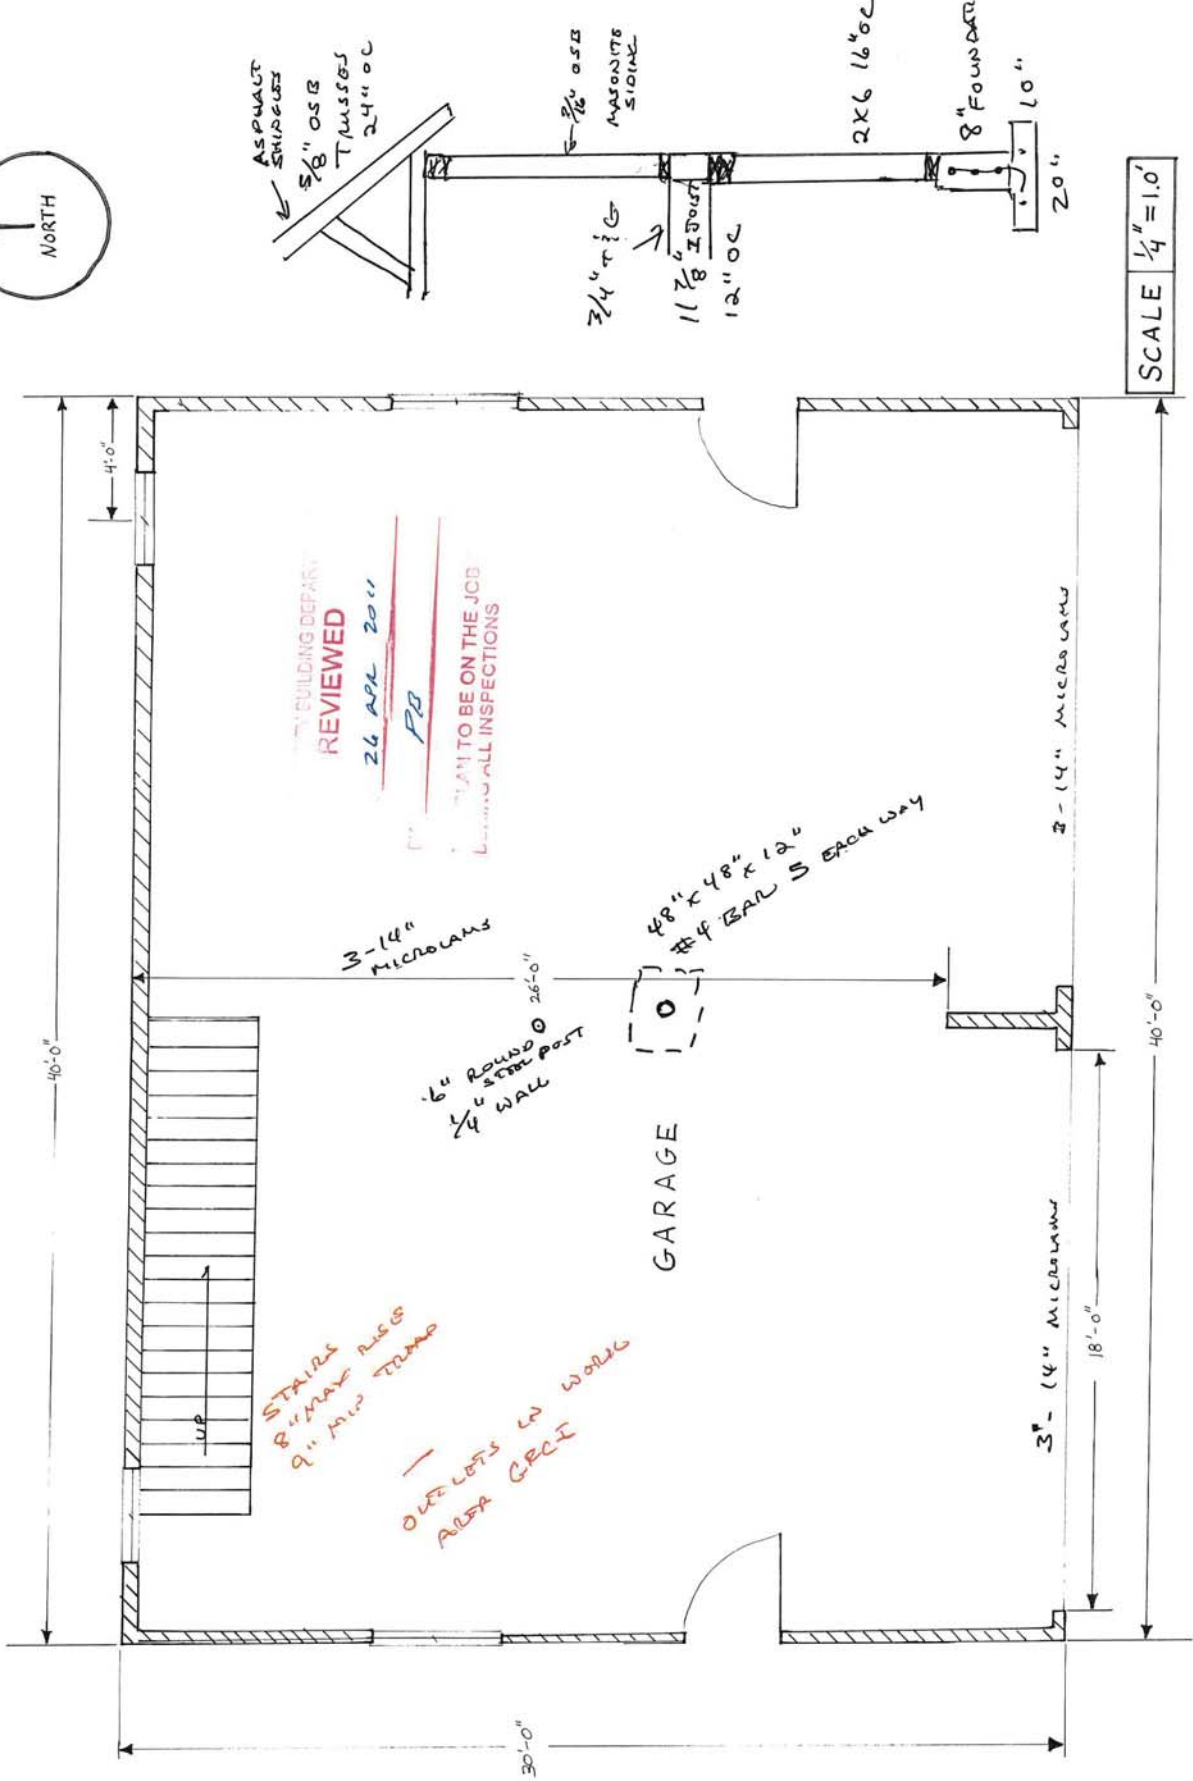 NORTH
ASPHALT
SHINGLES
5/8" OSB
TRUSSES
24" OC
7/16" OSB
MASONITE
SIDING
3/4" T & G
11 7/8" I JOIST
12" OC
2X6 16" OC
8" FOUNDAT
10"
20"
SCALE 1/4" = 1.0'
40'-0"
4'-0"
BUILDING DEPAR
REVIEWED
26 APR 2011
PB
PLAN TO BE ON THE JOB
DURING ALL INSPECTIONS
3-14"
MICROLAMS
26'-0"
6" ROUND
STEEL POST
1/4" WALL
48" x 48" x 12"
#4 BAR 5 EACH WAY
GARAGE
UP
STAIRS
8" MAX RISE
9" MIN TREAD
OUTLETS IN WORK
AREA GFCI
3"- 14" MICROLAMS
3-14" MICROLAMS
18'-0"
40'-0"
30'-0"